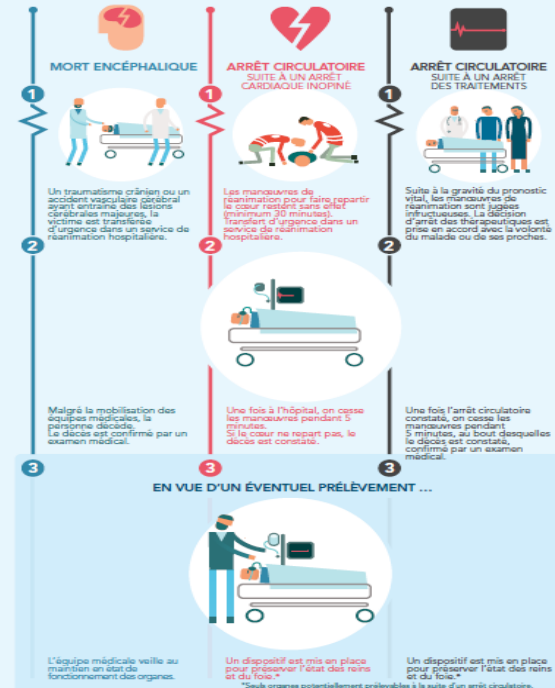 MORT ENCÉPHALIQUE
ARRÊT CIRCULATOIRE
SUITE À UN ARRÊT
CARDIAQUE INOPINÉ
ARRÊT CIRCULATOIRE
SUITE À UN ARRÊT
DES TRAITEMENTS
1
1
1
Un traumatisme crânien ou un
accident vasculaire cérébral
ayant entraîné des lésions
cérébrales majeures, la
victime est transférée
d'urgence dans un service de
réanimation hospitalière.
Les manœuvres de
réanimation pour faire repartir
le cœur restent sans effet
(minimum 30 minutes).
Transfert d'urgence dans un
service de réanimation
hospitalière.
Suite à la gravité du pronostic
vital, les manœuvres de
réanimation sont jugées
infructueuses. La décision
d'arrêt des thérapeutiques est
prise en accord avec la volonté
du malade ou de ses proches.
2
2
2
Malgré la mobilisation des
équipes médicales, la
personne décède.
Le décès est confirmé par un
examen médical.
Une fois à l'hôpital, on cesse
les manœuvres pendant 5
minutes.
Si le cœur ne repart pas, le
décès est constaté.
Une fois l'arrêt circulatoire
constaté, on cesse les
manœuvres pendant
5 minutes, au bout desquelles
le décès est constaté,
confirmé par un examen
médical.
3
3
3
EN VUE D'UN ÉVENTUEL PRÉLÈVEMENT ...
L'équipe médicale veille au
maintien en état de
fonctionnement des organes.
Un dispositif est mis en place
pour préserver l'état des reins
et du foie.*
Un dispositif est mis en place
pour préserver l'état des reins
et du foie.*
*Seuls organes potentiellement prélevables à la suite d'un arrêt circulatoire.